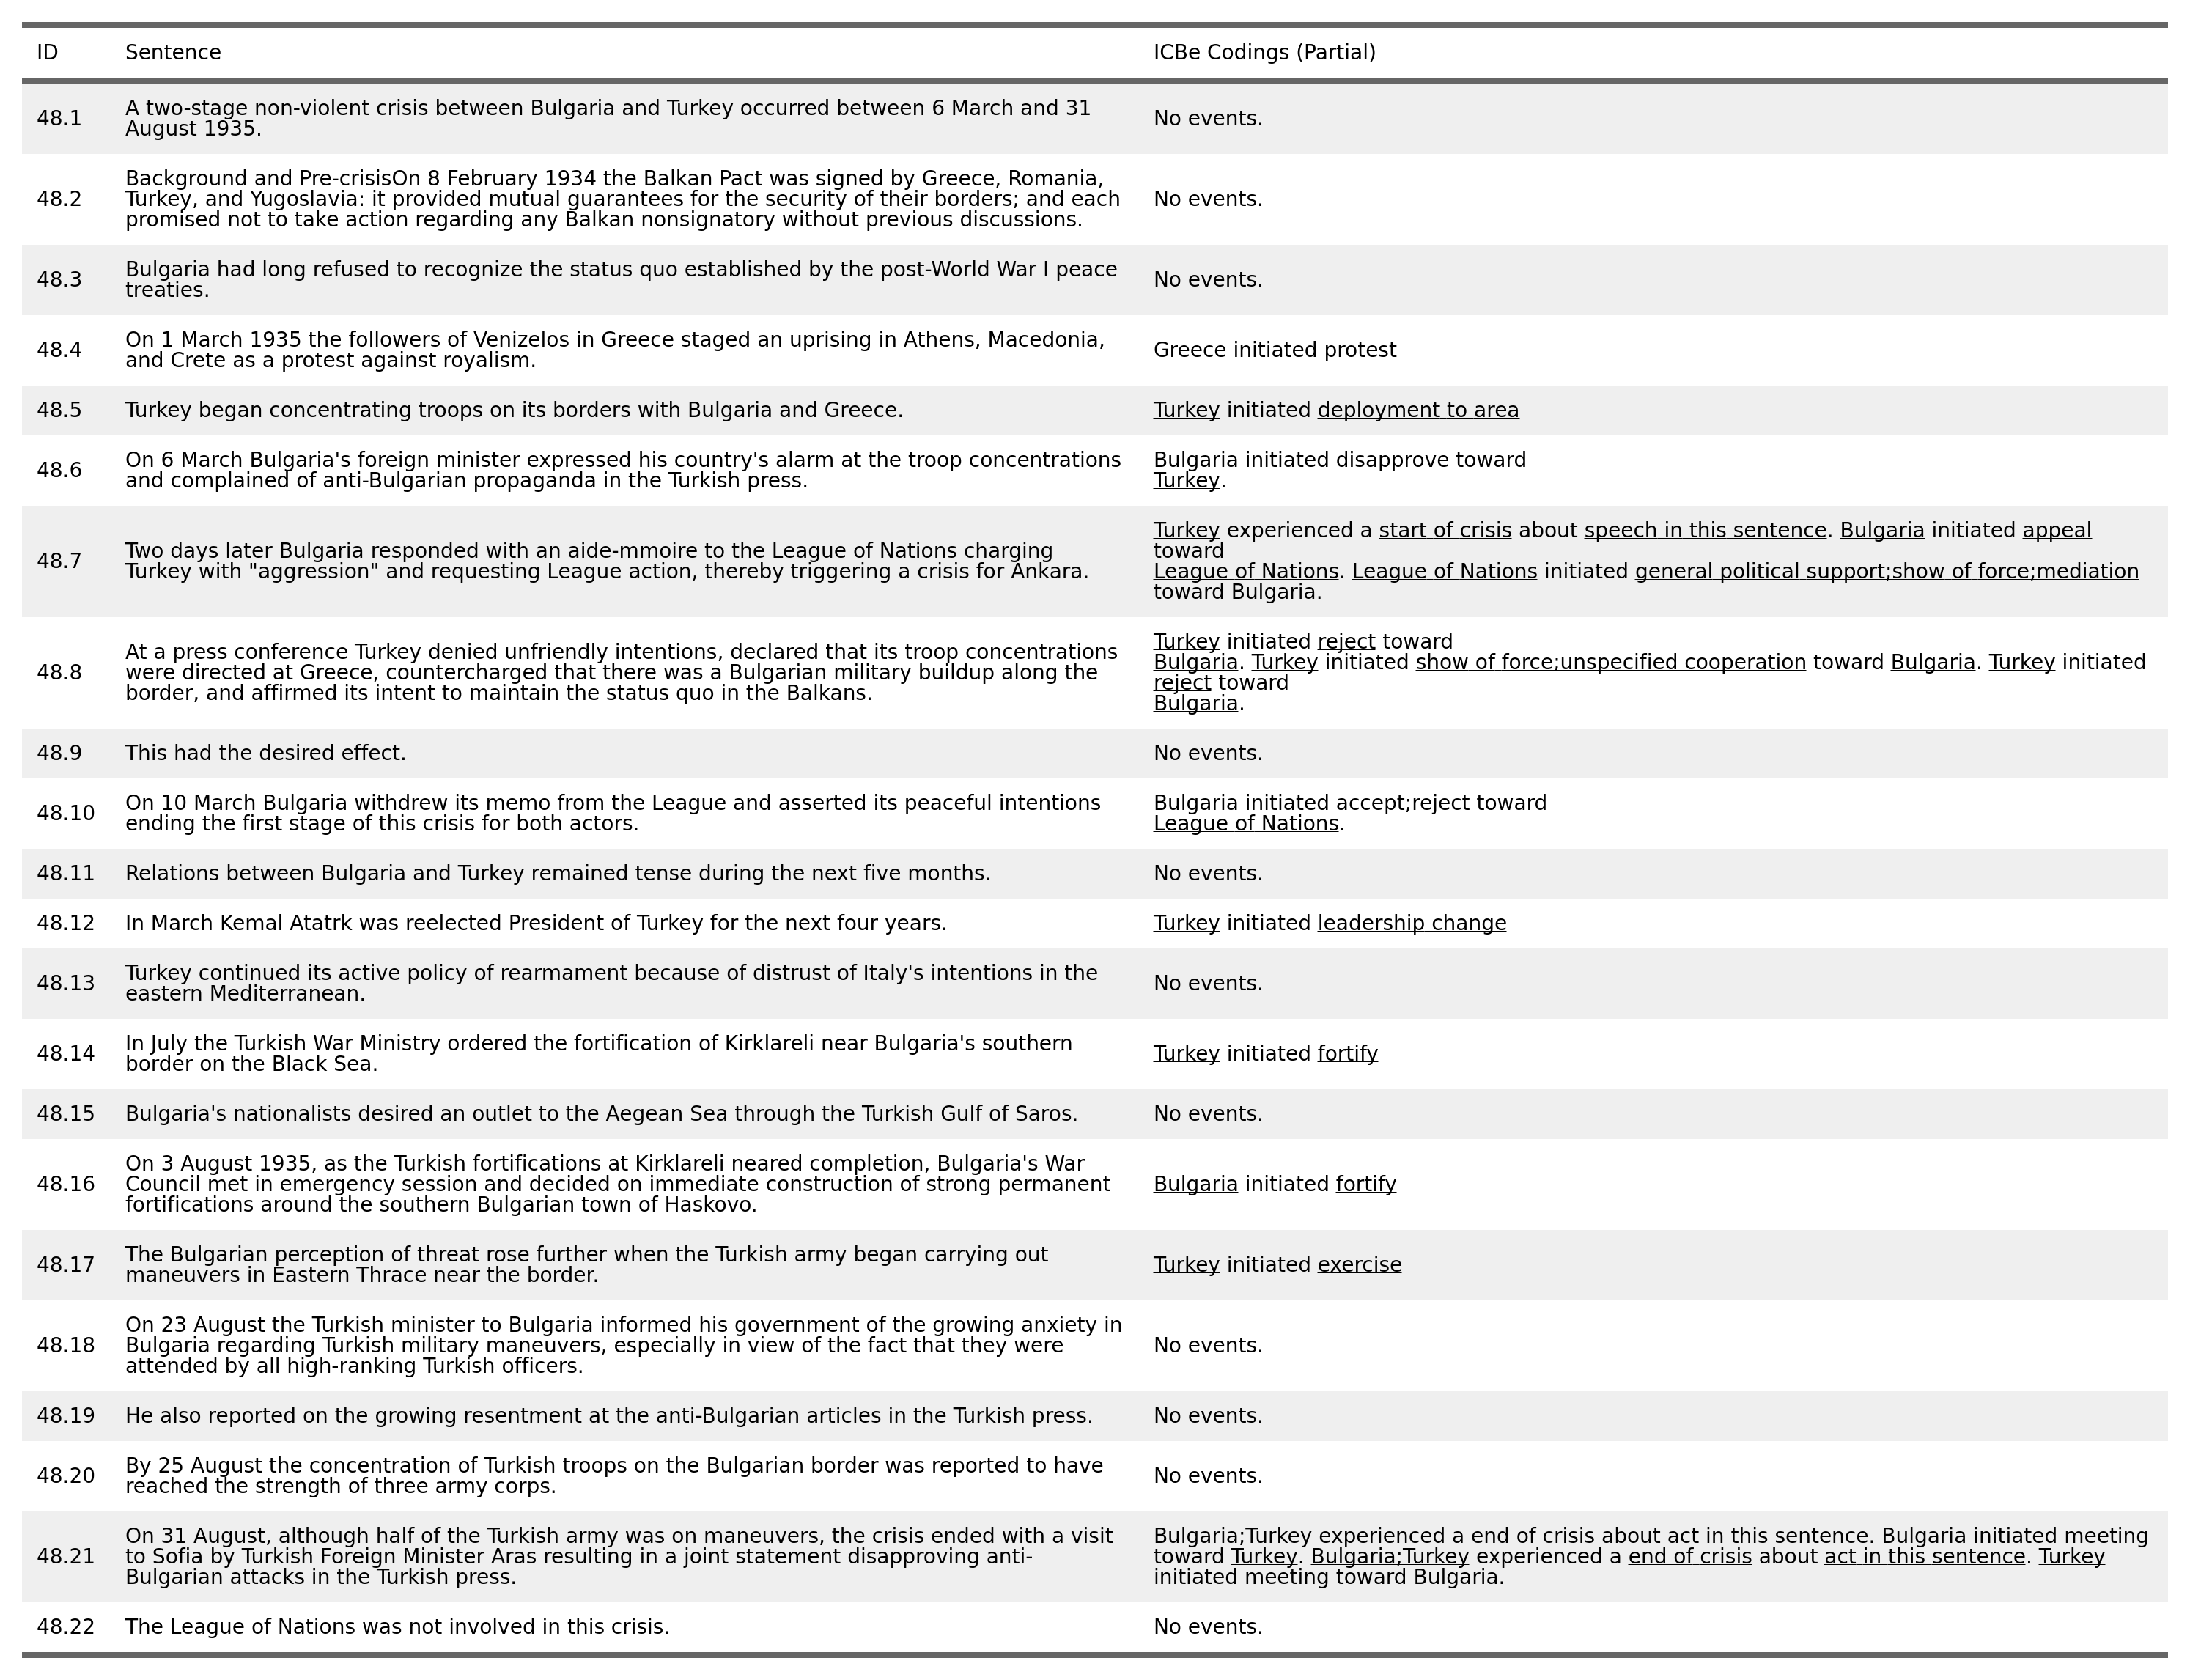 ID Sentence ICBe Codings (Partial)
48.1 A two-stage non-violent crisis between Bulgaria and Turkey occurred between 6 March and 31
August 1935.
No events.
48.2 Background and Pre-crisisOn 8 February 1934 the Balkan Pact was signed by Greece, Romania,
Turkey, and Yugoslavia: it provided mutual guarantees for the security of their borders; and each
promised not to take action regarding any Balkan nonsignatory without previous discussions.
No events.
48.3 Bulgaria had long refused to recognize the status quo established by the post-World War I peace
treaties.
No events.
48.4 On 1 March 1935 the followers of Venizelos in Greece staged an uprising in Athens, Macedonia,
and Crete as a protest against royalism.
Greece initiated protest
48.5 Turkey began concentrating troops on its borders with Bulgaria and Greece.
Turkey initiated deployment to area
48.6 On 6 March Bulgaria's foreign minister expressed his country's alarm at the troop concentrations
and complained of anti-Bulgarian propaganda in the Turkish press.
Bulgaria initiated disapprove toward
Turkey.
48.7 Two days later Bulgaria responded with an aide-mmoire to the League of Nations charging
Turkey with "aggression" and requesting League action, thereby triggering a crisis for Ankara.
Turkey experienced a start of crisis about speech in this sentence. Bulgaria initiated appeal
toward
League of Nations. League of Nations initiated general political support;show of force;mediation
toward Bulgaria.
48.8 At a press conference Turkey denied unfriendly intentions, declared that its troop concentrations
were directed at Greece, countercharged that there was a Bulgarian military buildup along the
border, and affirmed its intent to maintain the status quo in the Balkans.
Turkey initiated reject toward
Bulgaria. Turkey initiated show of force;unspecified cooperation toward Bulgaria. Turkey initiated
reject toward
Bulgaria.
48.9 This had the desired effect.
No events.
48.10 On 10 March Bulgaria withdrew its memo from the League and asserted its peaceful intentions
ending the first stage of this crisis for both actors.
Bulgaria initiated accept;reject toward
League of Nations.
48.11 Relations between Bulgaria and Turkey remained tense during the next five months.
No events.
48.12 In March Kemal Atatrk was reelected President of Turkey for the next four years.
Turkey initiated leadership change
48.13 Turkey continued its active policy of rearmament because of distrust of Italy's intentions in the
eastern Mediterranean.
No events.
48.14 In July the Turkish War Ministry ordered the fortification of Kirklareli near Bulgaria's southern
border on the Black Sea.
Turkey initiated fortify
48.15 Bulgaria's nationalists desired an outlet to the Aegean Sea through the Turkish Gulf of Saros.
No events.
48.16 On 3 August 1935, as the Turkish fortifications at Kirklareli neared completion, Bulgaria's War
Council met in emergency session and decided on immediate construction of strong permanent
fortifications around the southern Bulgarian town of Haskovo.
Bulgaria initiated fortify
48.17 The Bulgarian perception of threat rose further when the Turkish army began carrying out
maneuvers in Eastern Thrace near the border.
Turkey initiated exercise
48.18 On 23 August the Turkish minister to Bulgaria informed his government of the growing anxiety in
Bulgaria regarding Turkish military maneuvers, especially in view of the fact that they were
attended by all high-ranking Turkish officers.
No events.
48.19 He also reported on the growing resentment at the anti-Bulgarian articles in the Turkish press.
No events.
48.20 By 25 August the concentration of Turkish troops on the Bulgarian border was reported to have
reached the strength of three army corps.
No events.
48.21 On 31 August, although half of the Turkish army was on maneuvers, the crisis ended with a visit
to Sofia by Turkish Foreign Minister Aras resulting in a joint statement disapproving anti-
Bulgarian attacks in the Turkish press.
Bulgaria;Turkey experienced a end of crisis about act in this sentence. Bulgaria initiated meeting
toward Turkey. Bulgaria;Turkey experienced a end of crisis about act in this sentence. Turkey
initiated meeting toward Bulgaria.
48.22 The League of Nations was not involved in this crisis.
No events.